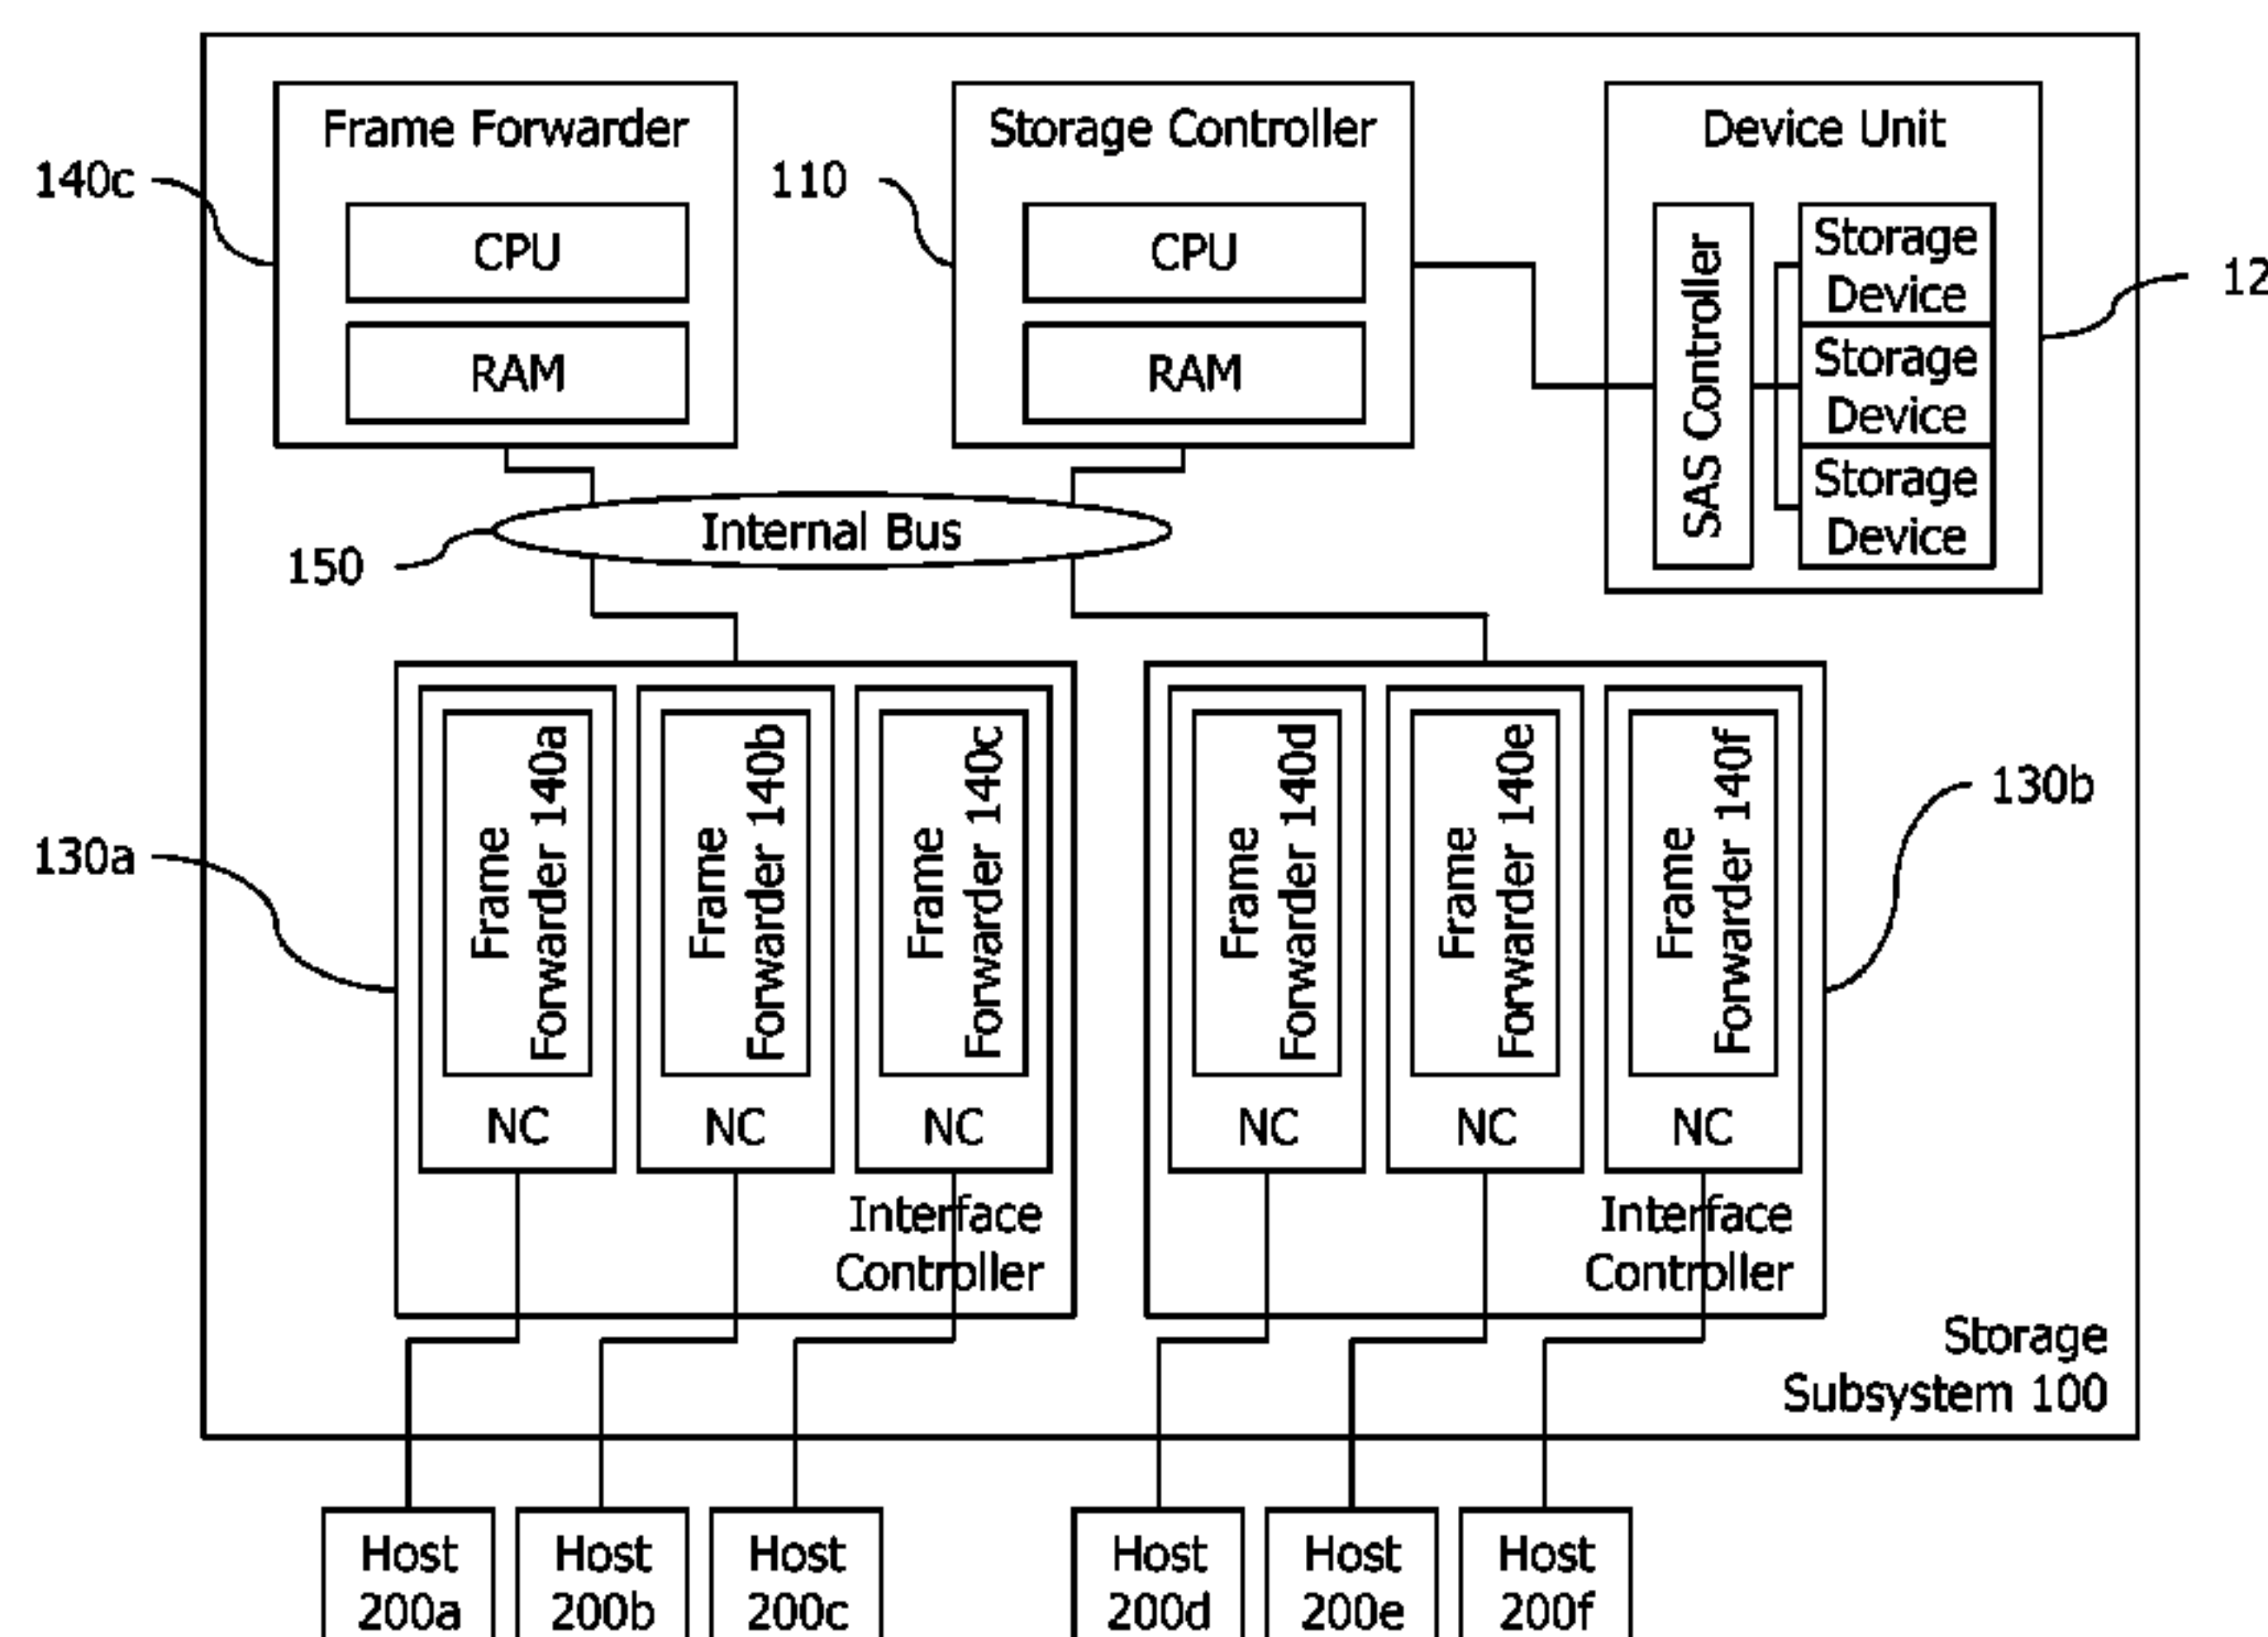 Frame Forwarder
Storage Controller
Device Unit
140c
110
12
CPU
RAM
CPU
RAM
SAS Controller
Storage
Device
Storage
Device
Storage
Device
Internal Bus
150
130a
130b
Frame
Forwarder 140a
NC
Frame
Forwarder 140b
NC
Frame
Forwarder 140c
NC
Interface
Controller
Frame
Forwarder 140d
NC
Frame
Forwarder 140e
NC
Frame
Forwarder 140f
NC
Interface
Controller
Storage
Subsystem 100
Host
200a
Host
200b
Host
200c
Host
200d
Host
200e
Host
200f